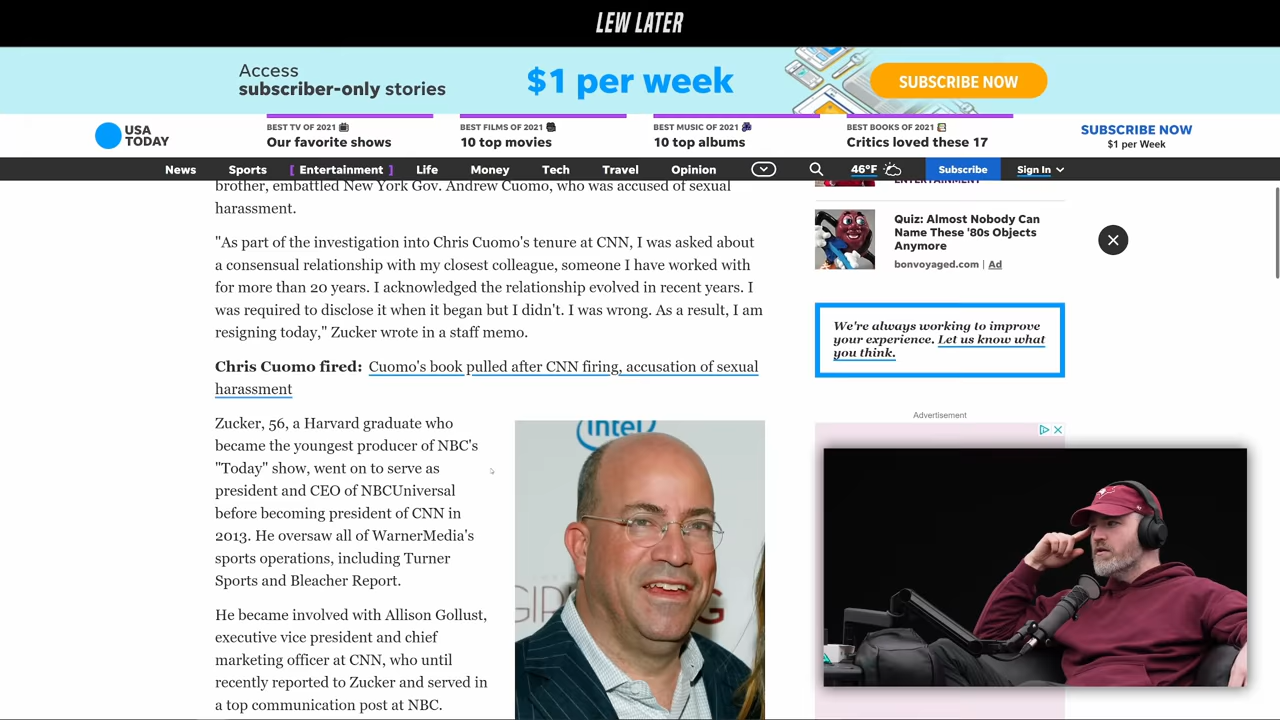 LEW LATER
Access
subscriber-only stories
$1 per week
SUBSCRIBE NOW
USA
TODAY
BEST TV OF 2021
Our favorite shows
BEST FILMS OF 2021
10 top movies
BEST MUSIC OF 2021
10 top albums
BEST BOOKS OF 2021
Critics loved these 17
SUBSCRIBE NOW
$1 per Week
News
Sports
[ Entertainment ]
Life
Money
Tech
Travel
Opinion
46°F
Subscribe
Sign In
brother, embattled New York Gov. Andrew Cuomo, who was accused of sexual
harassment.
"As part of the investigation into Chris Cuomo's tenure at CNN, I was asked about
a consensual relationship with my closest colleague, someone I have worked with
for more than 20 years. I acknowledged the relationship evolved in recent years. I
was required to disclose it when it began but I didn't. I was wrong. As a result, I am
resigning today," Zucker wrote in a staff memo.
Chris Cuomo fired: Cuomo's book pulled after CNN firing, accusation of sexual
harassment
Zucker, 56, a Harvard graduate who
became the youngest producer of NBC's
"Today" show, went on to serve as
president and CEO of NBCUniversal
before becoming president of CNN in
2013. He oversaw all of WarnerMedia's
sports operations, including Turner
Sports and Bleacher Report.
He became involved with Allison Gollust,
executive vice president and chief
marketing officer at CNN, who until
recently reported to Zucker and served in
a top communication post at NBC.
intel
ENTERTAINMENT
Quiz: Almost Nobody Can
Name These '80s Objects
Anymore
bonvoyaged.com | Ad
We're always working to improve
your experience. Let us know what
you think.
Advertisement